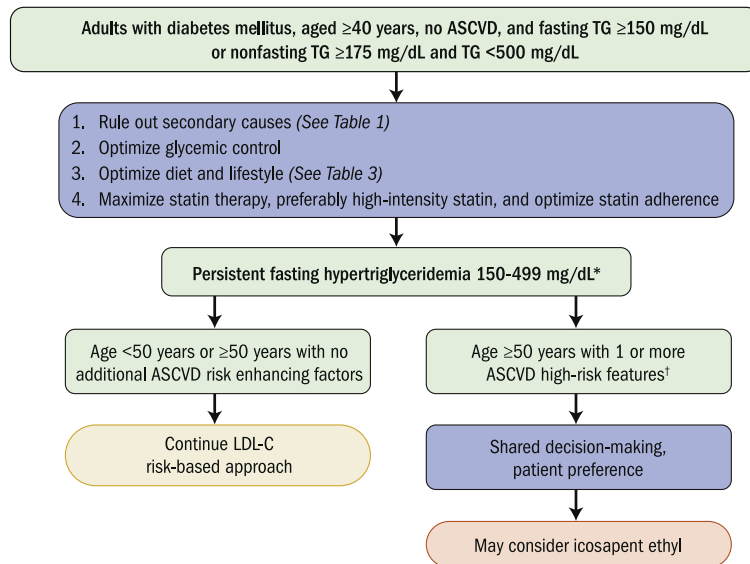 Adults with diabetes mellitus, aged ≥40 years, no ASCVD, and fasting TG ≥150 mg/dL
or nonfasting TG ≥175 mg/dL and TG <500 mg/dL
1. Rule out secondary causes (See Table 1)
2. Optimize glycemic control
3. Optimize diet and lifestyle (See Table 3)
4. Maximize statin therapy, preferably high-intensity statin, and optimize statin adherence
Persistent fasting hypertriglyceridemia 150-499 mg/dL*
Age <50 years or ≥50 years with no
additional ASCVD risk enhancing factors
Continue LDL-C
risk-based approach
Age ≥50 years with 1 or more
ASCVD high-risk features†
Shared decision-making,
patient preference
May consider icosapent ethyl